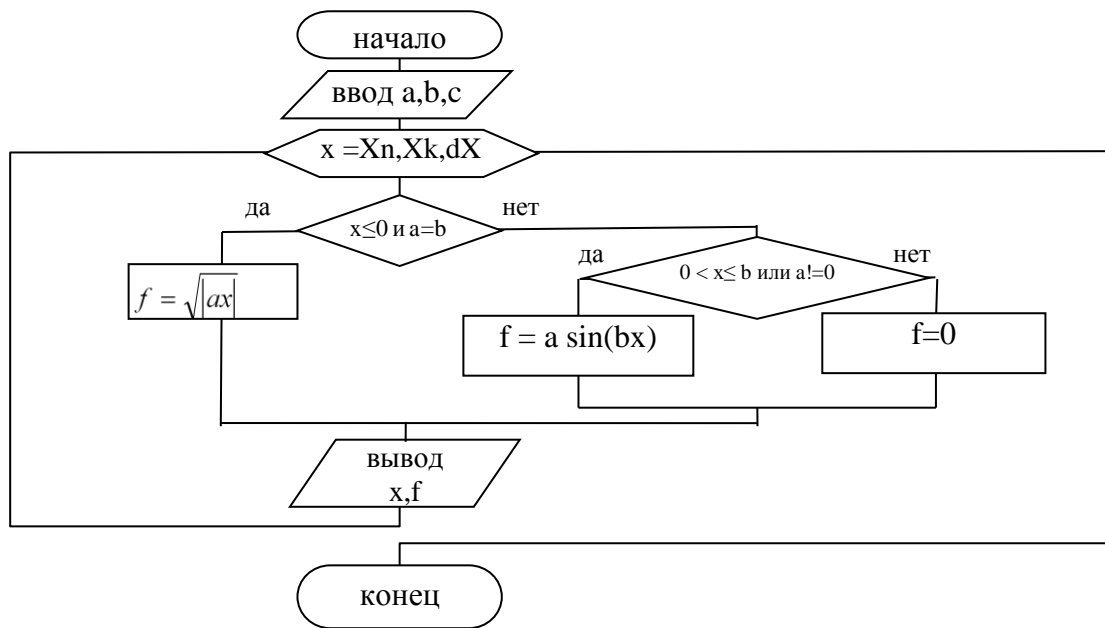 начало
ввод a,b,c
x =Xn,Xk,dX
да
нет
x≤0 и a=b
да
нет
0 < x≤ b или a!=0
f = √|ax|
f = a sin(bx)
f=0
вывод
x,f
конец